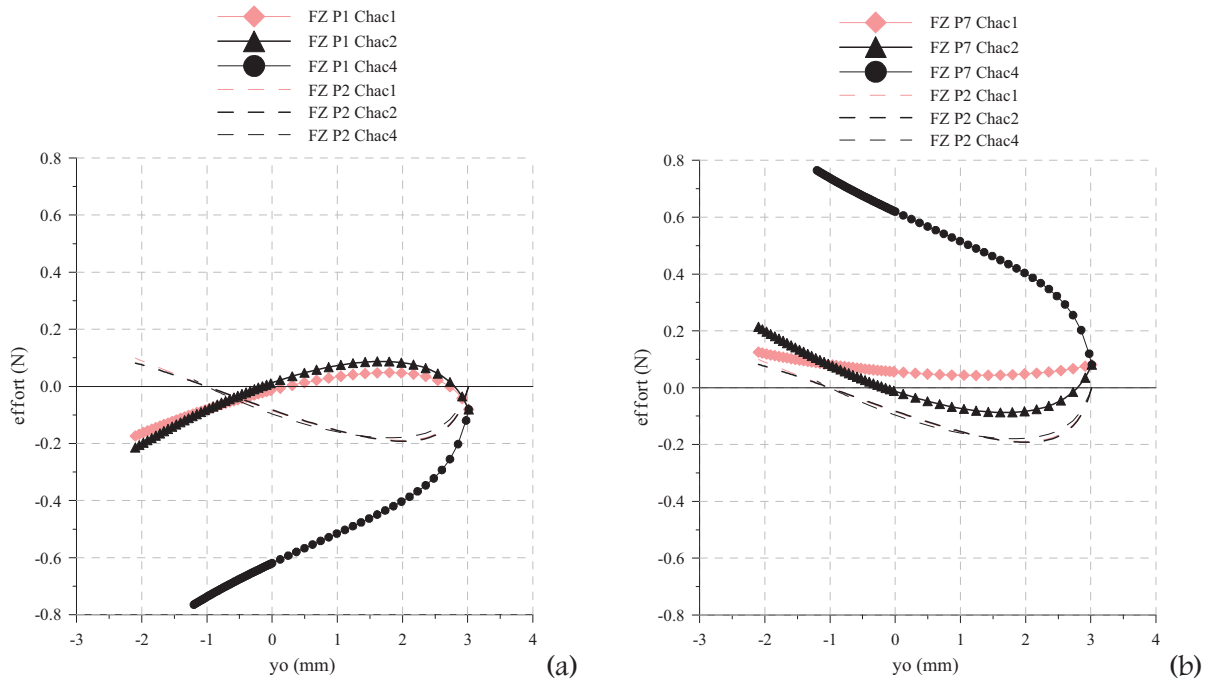 FZ P1 Chac1
FZ P1 Chac2
FZ P1 Chac4
FZ P2 Chac1
FZ P2 Chac2
FZ P2 Chac4
0.8
0.6
0.4
0.2
0.0
-0.2
-0.4
-0.6
-0.8
effort (N)
-3 -2 -1 0 1 2 3 4
yo (mm)
(a)
FZ P7 Chac1
FZ P7 Chac2
FZ P7 Chac4
FZ P2 Chac1
FZ P2 Chac2
FZ P2 Chac4
0.8
0.6
0.4
0.2
0.0
-0.2
-0.4
-0.6
-0.8
effort (N)
-3 -2 -1 0 1 2 3 4
yo (mm)
(b)